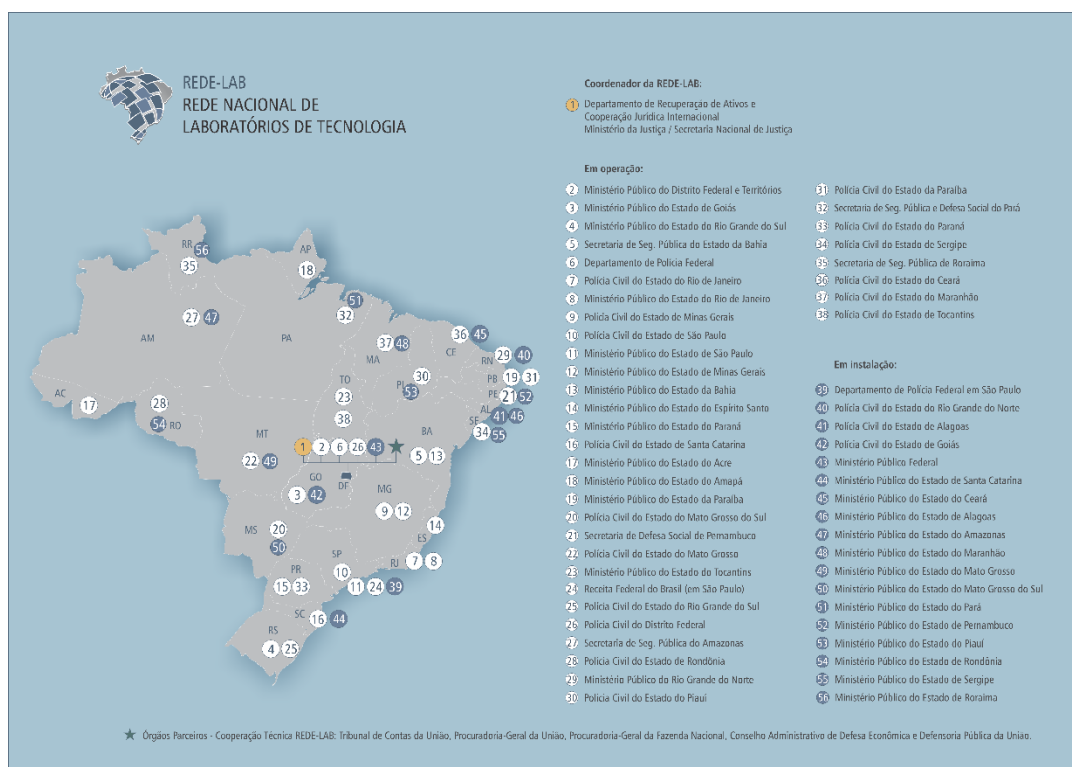 REDE-LAB
REDE NACIONAL DE
LABORATÓRIOS DE TECNOLOGIA
Coordenador da REDE-LAB:
1 Departamento de Recuperação de Ativos e
Cooperação Jurídica Internacional
Ministério da Justiça / Secretaria Nacional de Justiça
Em operação:
2 Ministério Público do Distrito Federal e Territórios
3 Ministério Público do Estado de Goiás
4 Ministério Público do Estado do Rio Grande do Sul
5 Secretaria de Seg. Pública do Estado da Bahia
6 Departamento de Polícia Federal
7 Polícia Civil do Estado do Rio de Janeiro
8 Ministério Público do Estado do Rio de Janeiro
9 Polícia Civil do Estado de Minas Gerais
10 Polícia Civil do Estado de São Paulo
11 Ministério Público do Estado de São Paulo
12 Ministério Público do Estado de Minas Gerais
13 Ministério Público do Estado da Bahia
14 Ministério Público do Estado do Espírito Santo
15 Ministério Público do Estado do Paraná
16 Polícia Civil do Estado de Santa Catarina
17 Ministério Público do Estado do Acre
18 Ministério Público do Estado do Amapá
19 Ministério Público do Estado da Paraíba
20 Polícia Civil do Estado do Mato Grosso do Sul
21 Secretaria de Defesa Social de Pernambuco
22 Polícia Civil do Estado do Mato Grosso
23 Ministério Público do Estado do Tocantins
24 Receita Federal do Brasil (em São Paulo)
25 Polícia Civil do Estado do Rio Grande do Sul
26 Polícia Civil do Distrito Federal
27 Secretaria de Seg. Pública do Amazonas
28 Polícia Civil do Estado de Rondônia
29 Ministério Público do Rio Grande do Norte
30 Polícia Civil do Estado do Piauí
31 Polícia Civil do Estado da Paraíba
32 Secretaria de Seg. Pública e Defesa Social do Pará
33 Polícia Civil do Estado do Paraná
34 Polícia Civil do Estado de Sergipe
35 Secretaria de Seg. Pública de Roraima
36 Polícia Civil do Estado do Ceará
37 Polícia Civil do Estado do Maranhão
38 Polícia Civil do Estado de Tocantins
Em instalação:
39 Departamento de Polícia Federal em São Paulo
40 Polícia Civil do Estado do Rio Grande do Norte
41 Polícia Civil do Estado de Alagoas
42 Polícia Civil do Estado de Goiás
43 Ministério Público Federal
44 Ministério Público do Estado de Santa Catarina
45 Ministério Público do Estado do Ceará
46 Ministério Público do Estado de Alagoas
47 Ministério Público do Estado do Amazonas
48 Ministério Público do Estado do Maranhão
49 Ministério Público do Estado do Mato Grosso
50 Ministério Público do Estado do Mato Grosso do Sul
51 Ministério Público do Estado do Pará
52 Ministério Público do Estado de Pernambuco
53 Ministério Público do Estado do Piauí
54 Ministério Público do Estado de Rondônia
55 Ministério Público do Estado de Sergipe
56 Ministério Público do Estado de Roraima
RR 56
35
AP
18
51
32
27 47
AM
PA
37 48
MA
36 45
CE
29 40
RN
30
PI
53
PB 19 31
PE 21 52
AL 41 46
SE 34 55
TO
23
38
AC
17
28
54 RO
MT
22 49
BA
5 13
1 2 6 26 43
GO
3 42
DF
MG
9 12
14
ES
MS 20
50
SP
10
RJ 7 8
11 24 39
PR
15 33
SC 16 44
RS
4 25
Órgãos Parceiros - Cooperação Técnica REDE-LAB: Tribunal de Contas da União, Procuradoria-Geral da União, Procuradoria-Geral da Fazenda Nacional, Conselho Administrativo de Defesa Econômica e Defensoria Pública da União.